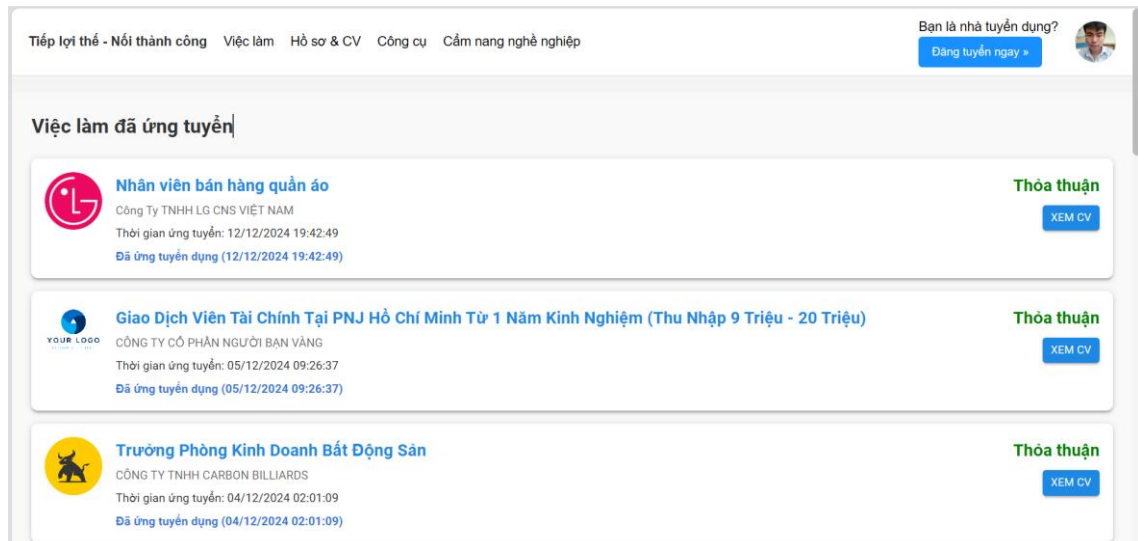 Tiếp lợi thế - Nối thành công Việc làm Hồ sơ & CV Công cụ Cẩm nang nghề nghiệp
Bạn là nhà tuyển dụng?
Đăng tuyển ngay »
Việc làm đã ứng tuyển
Nhân viên bán hàng quần áo
Thỏa thuận
Công Ty TNHH LG CNS VIỆT NAM
XEM CV
Thời gian ứng tuyển: 12/12/2024 19:42:49
Đã ứng tuyển dụng (12/12/2024 19:42:49)
YOUR LOGO
Giao Dịch Viên Tài Chính Tại PNJ Hồ Chí Minh Từ 1 Năm Kinh Nghiệm (Thu Nhập 9 Triệu - 20 Triệu)
Thỏa thuận
CÔNG TY CỔ PHẦN NGƯỜI BẠN VÀNG
XEM CV
Thời gian ứng tuyển: 05/12/2024 09:26:37
Đã ứng tuyển dụng (05/12/2024 09:26:37)
Trưởng Phòng Kinh Doanh Bất Động Sản
Thỏa thuận
CÔNG TY TNHH CARBON BILLIARDS
XEM CV
Thời gian ứng tuyển: 04/12/2024 02:01:09
Đã ứng tuyển dụng (04/12/2024 02:01:09)